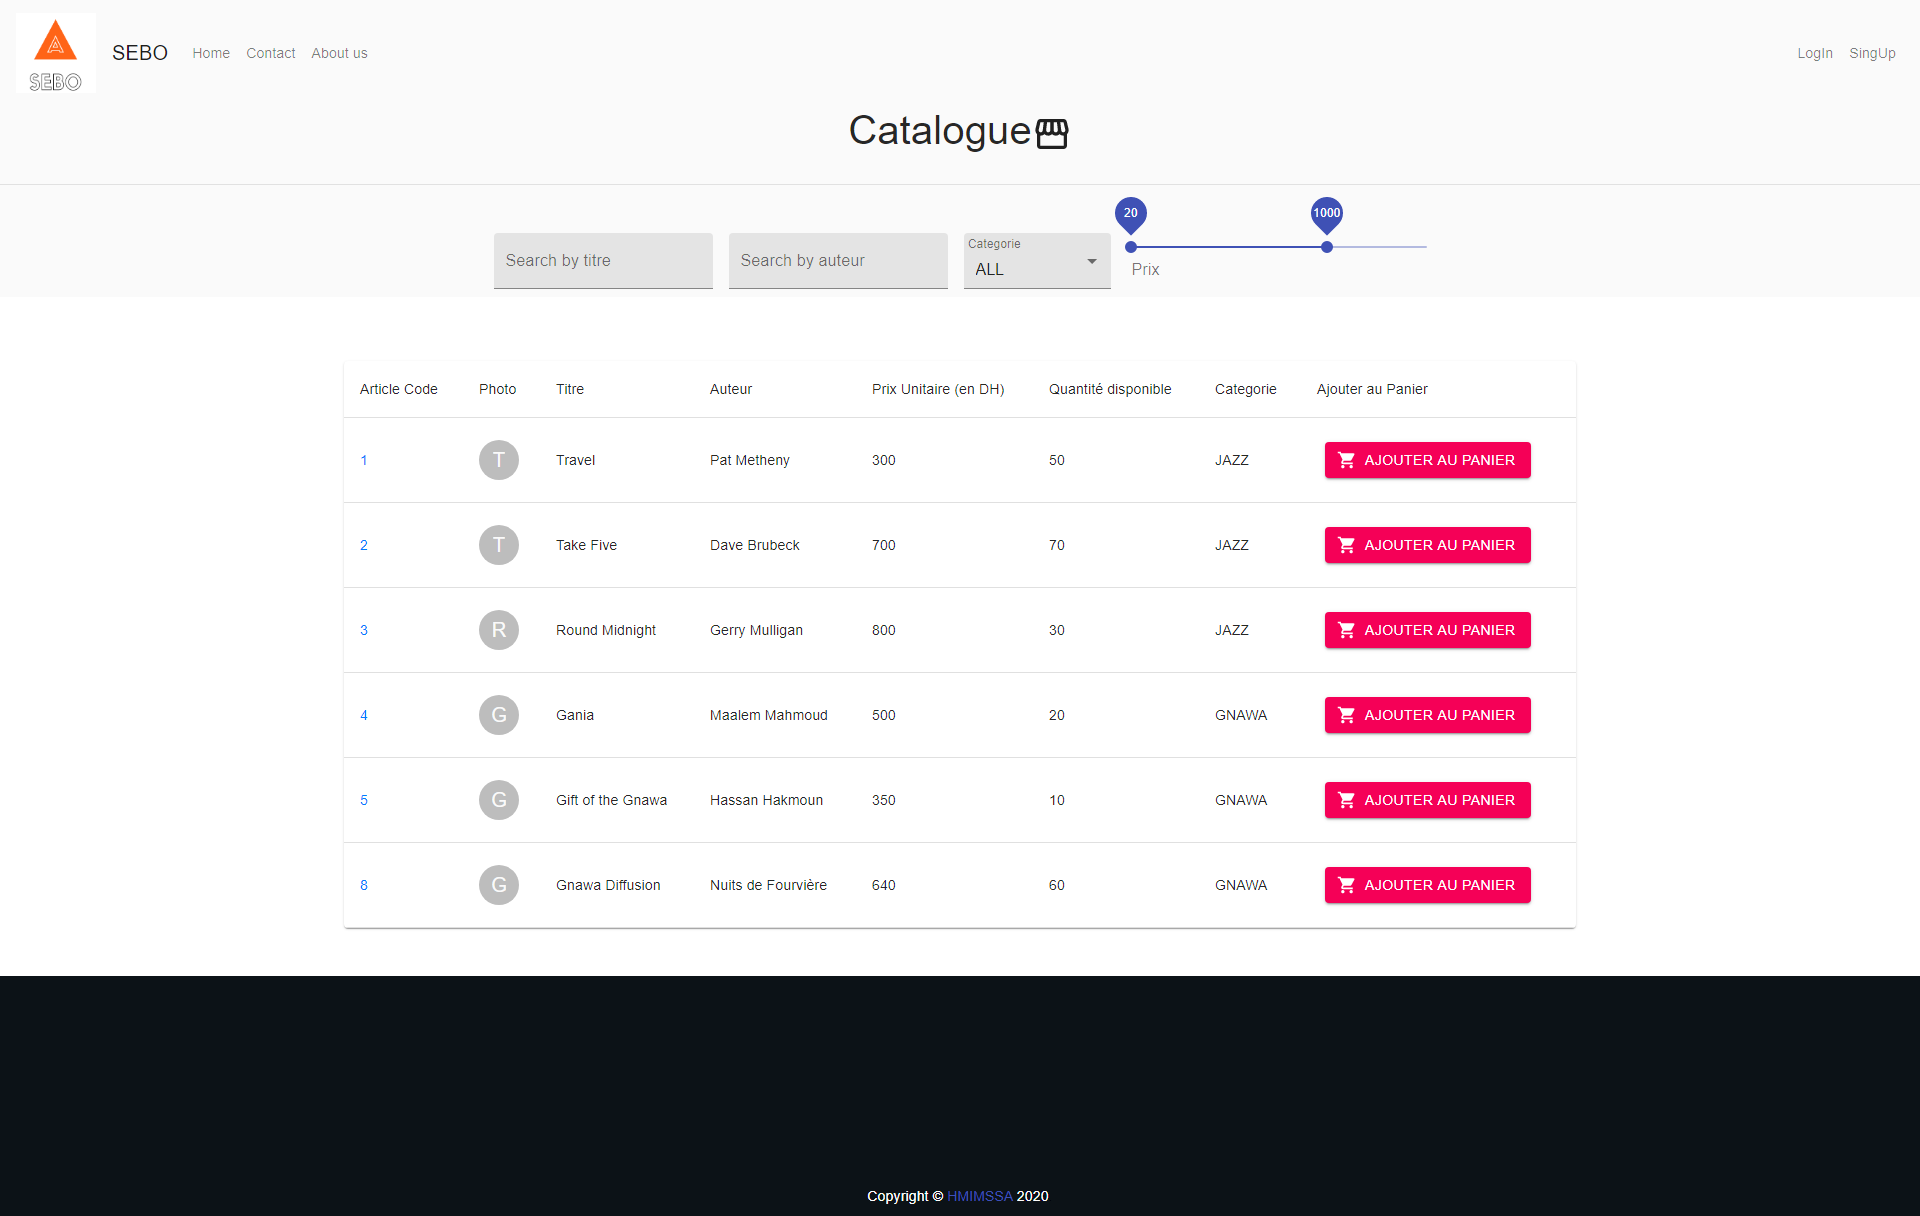 A
SEBO
SEBO Home Contact About us LogIn SingUp
Catalogue
20 1000
Search by titre Search by auteur Categorie ALL Prix
Article Code Photo Titre Auteur Prix Unitaire (en DH) Quantité disponible Categorie Ajouter au Panier
1 T Travel Pat Metheny 300 50 JAZZ AJOUTER AU PANIER
2 T Take Five Dave Brubeck 700 70 JAZZ AJOUTER AU PANIER
3 R Round Midnight Gerry Mulligan 800 30 JAZZ AJOUTER AU PANIER
4 G Gania Maalem Mahmoud 500 20 GNAWA AJOUTER AU PANIER
5 G Gift of the Gnawa Hassan Hakmoun 350 10 GNAWA AJOUTER AU PANIER
8 G Gnawa Diffusion Nuits de Fourvière 640 60 GNAWA AJOUTER AU PANIER
Copyright © HMIMSSA 2020